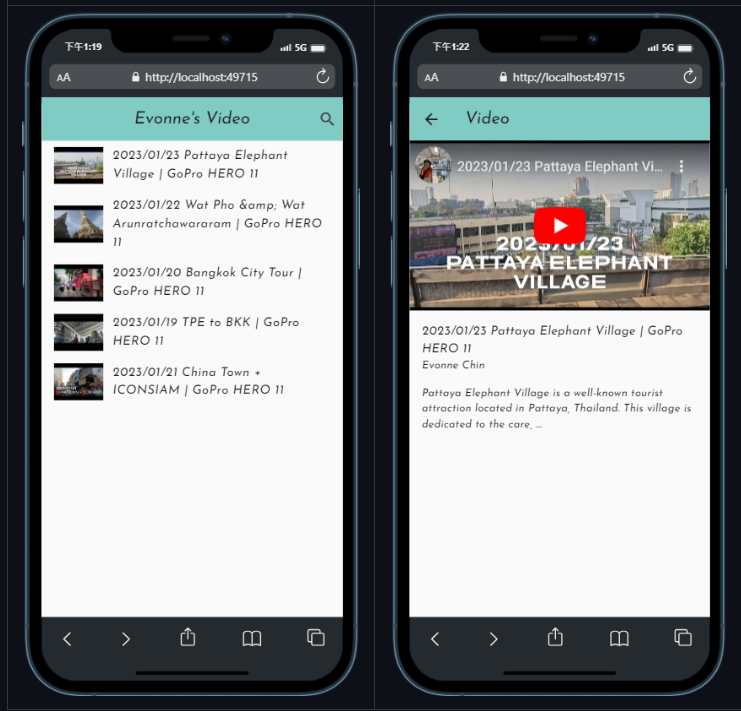 下午1:19
5G
AA
http://localhost:49715
Evonne's Video
2023/01/23 Pattaya Elephant
Village | GoPro HERO 11
2023/01/22 Wat Pho &amp; Wat
Arunratchawararam | GoPro HERO
11
2023/01/20 Bangkok City Tour |
GoPro HERO 11
2023/01/19 TPE to BKK | GoPro
HERO 11
2023/01/21 China Town +
ICONSIAM | GoPro HERO 11
下午1:22
5G
AA
http://localhost:49715
Video
2023/01/23 Pattaya Elephant Vi...
2023/01/23
PATTAYA ELEPHANT
VILLAGE
2023/01/23 Pattaya Elephant Village | GoPro
HERO 11
Evonne Chin
Pattaya Elephant Village is a well-known tourist
attraction located in Pattaya, Thailand. This village is
dedicated to the care, ...